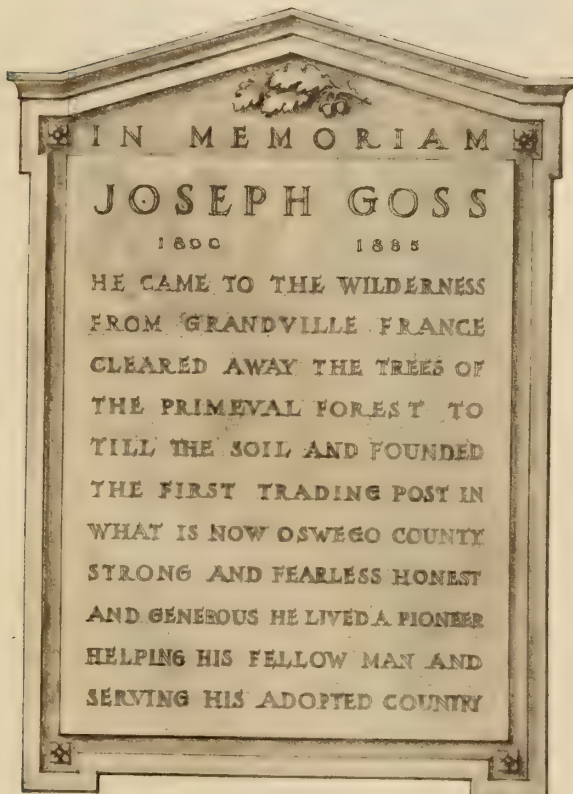 IN MEMORIAM
JOSEPH GOSS
1800 1885
HE CAME TO THE WILDERNESS
FROM GRANDVILLE FRANCE
CLEARED AWAY THE TREES OF
THE PRIMEVAL FOREST TO
TILL THE SOIL AND FOUNDED
THE FIRST TRADING POST IN
WHAT IS NOW OSWEGO COUNTY
STRONG AND FEARLESS HONEST
AND GENEROUS HE LIVED A PIONEER
HELPING HIS FELLOW MAN AND
SERVING HIS ADOPTED COUNTRY